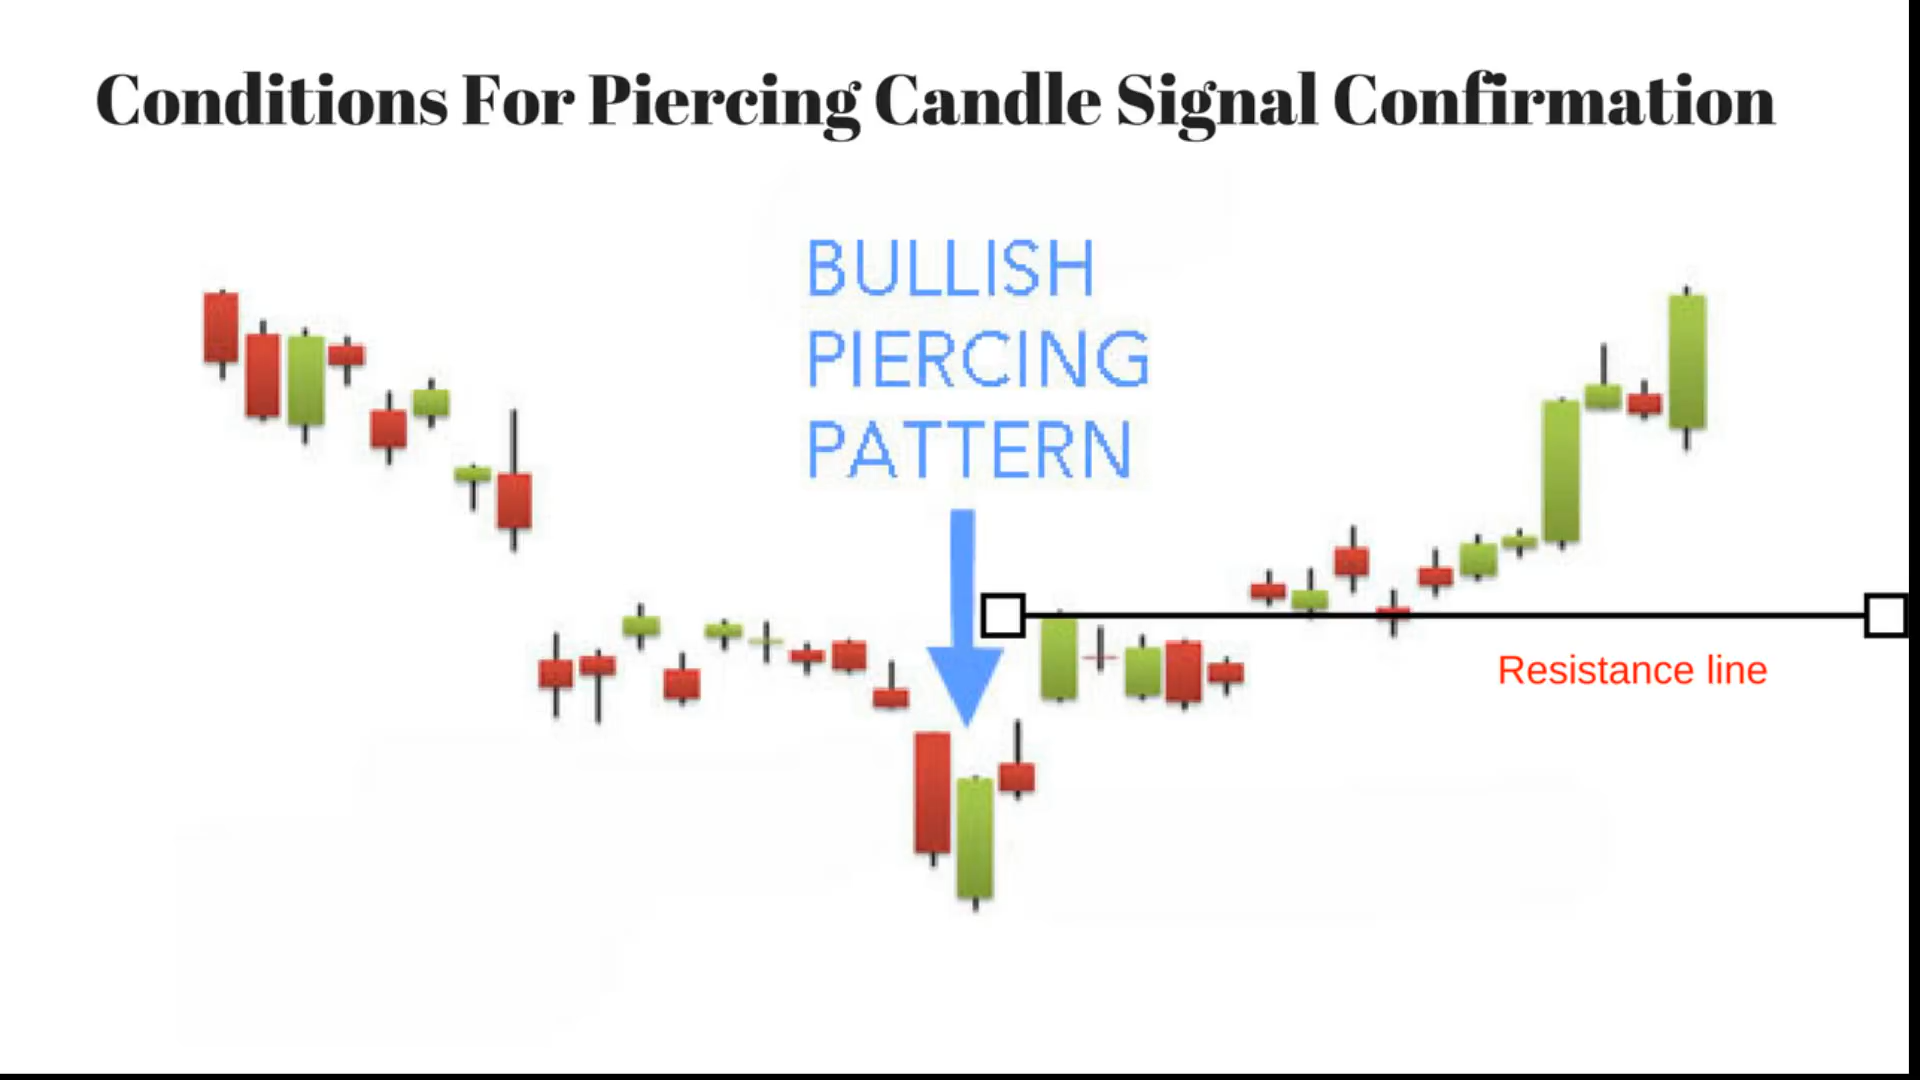 Conditions For Piercing Candle Signal Confirmation
BULLISH
PIERCING
PATTERN
Resistance line